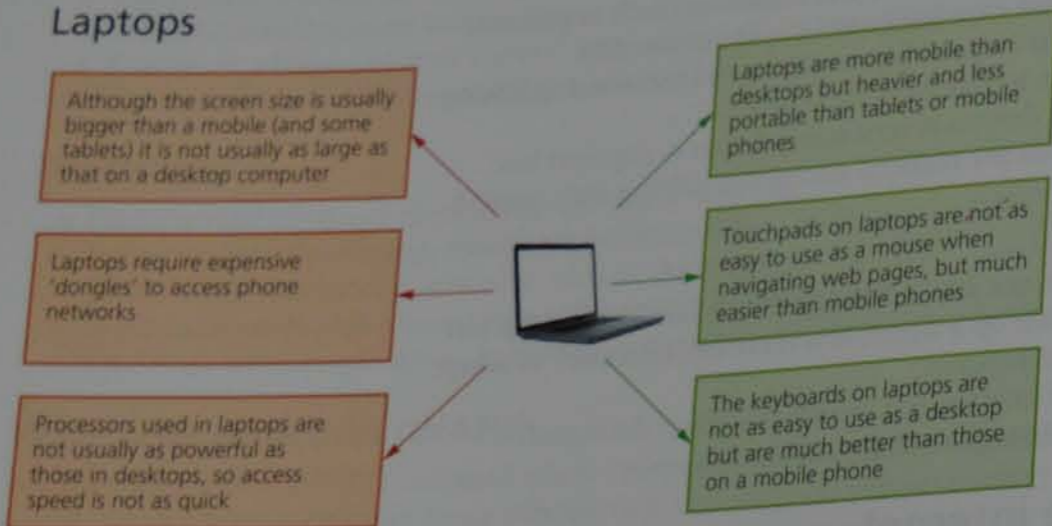 Laptops
Although the screen size is usually
bigger than a mobile (and some
tablets) it is not usually as large as
that on a desktop computer
Laptops require expensive
'dongles' to access phone
networks
Processors used in laptops are
not usually as powerful as
those in desktops, so access
speed is not as quick
Laptops are more mobile than
desktops but heavier and less
portable than tablets or mobile
phones
Touchpads on laptops are not as
easy to use as a mouse when
navigating web pages, but much
easier than mobile phones
The keyboards on laptops are
not as easy to use as a desktop
but are much better than those
on a mobile phone